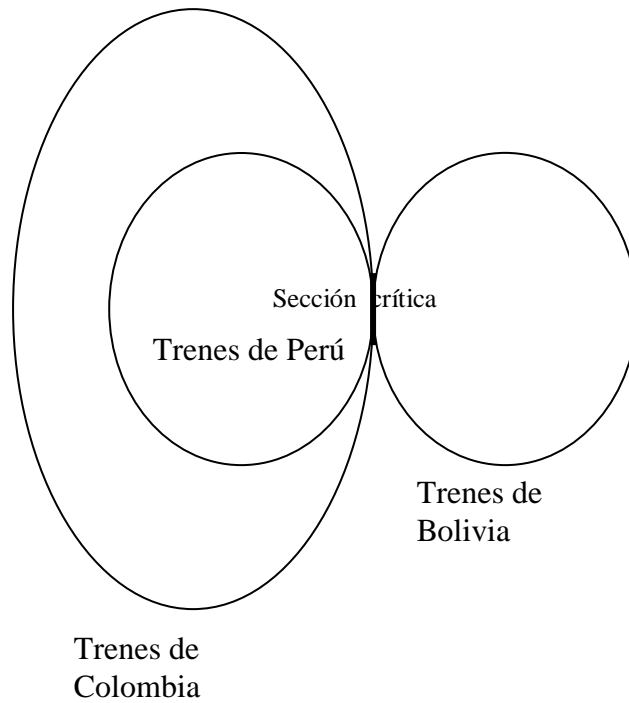 Sección crítica
Trenes de Perú
Trenes de
Bolivia
Trenes de
Colombia